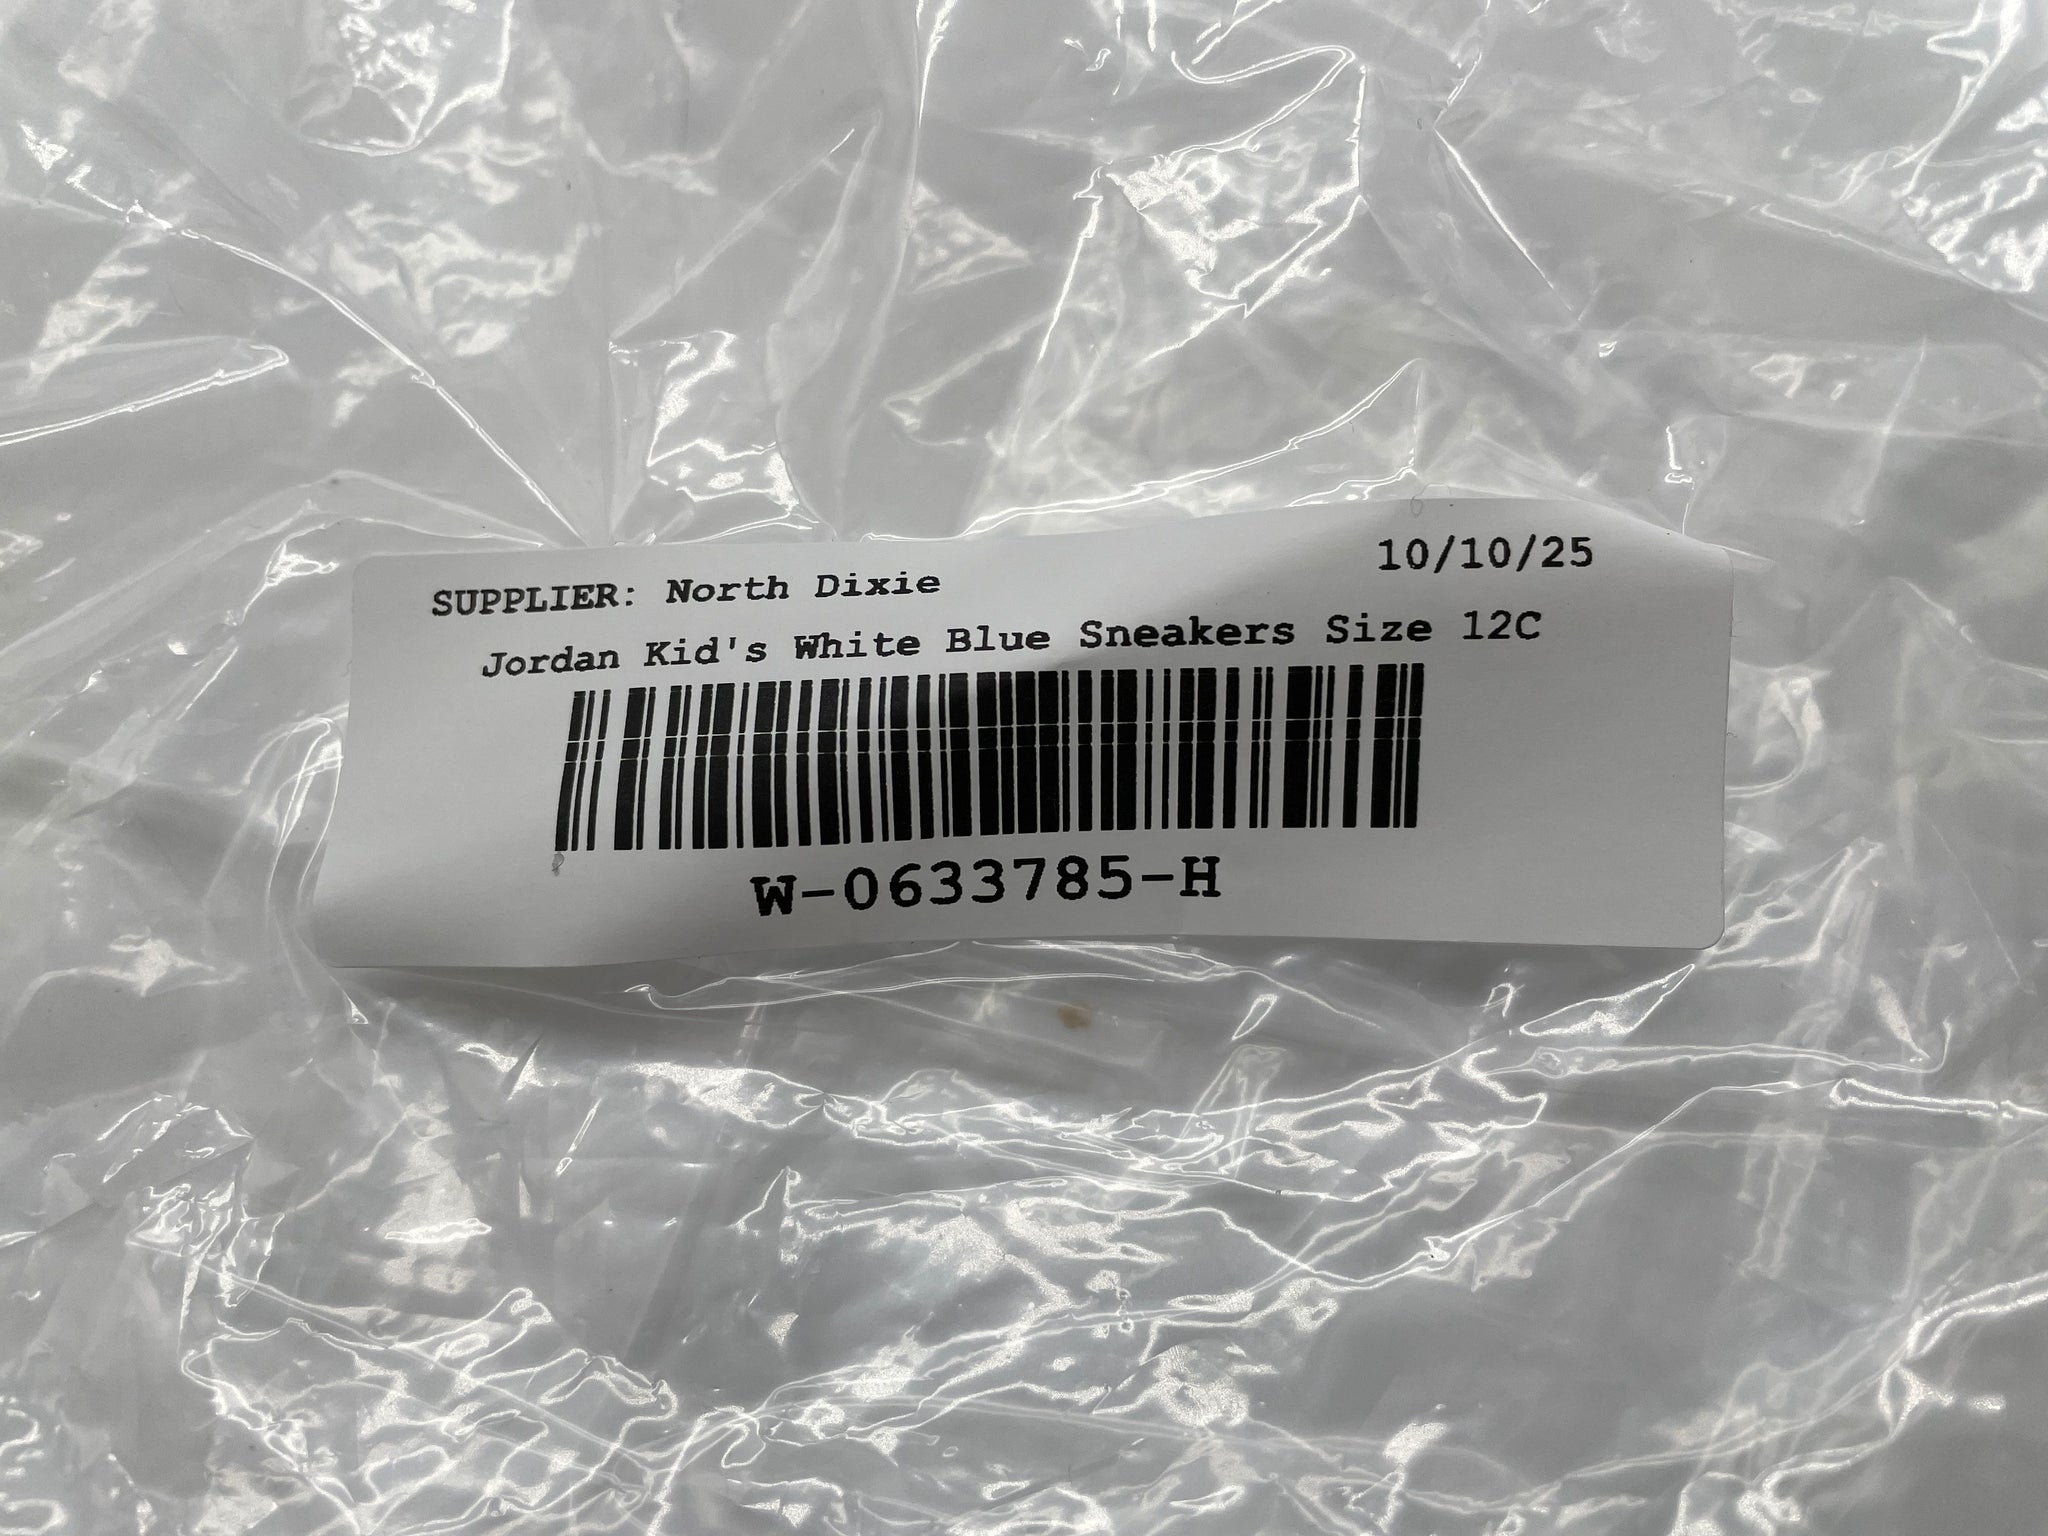 SUPPLIER: North Dixie
10/10/25
Jordan Kid's White Blue Sneakers Size 12C
W-0633785-H